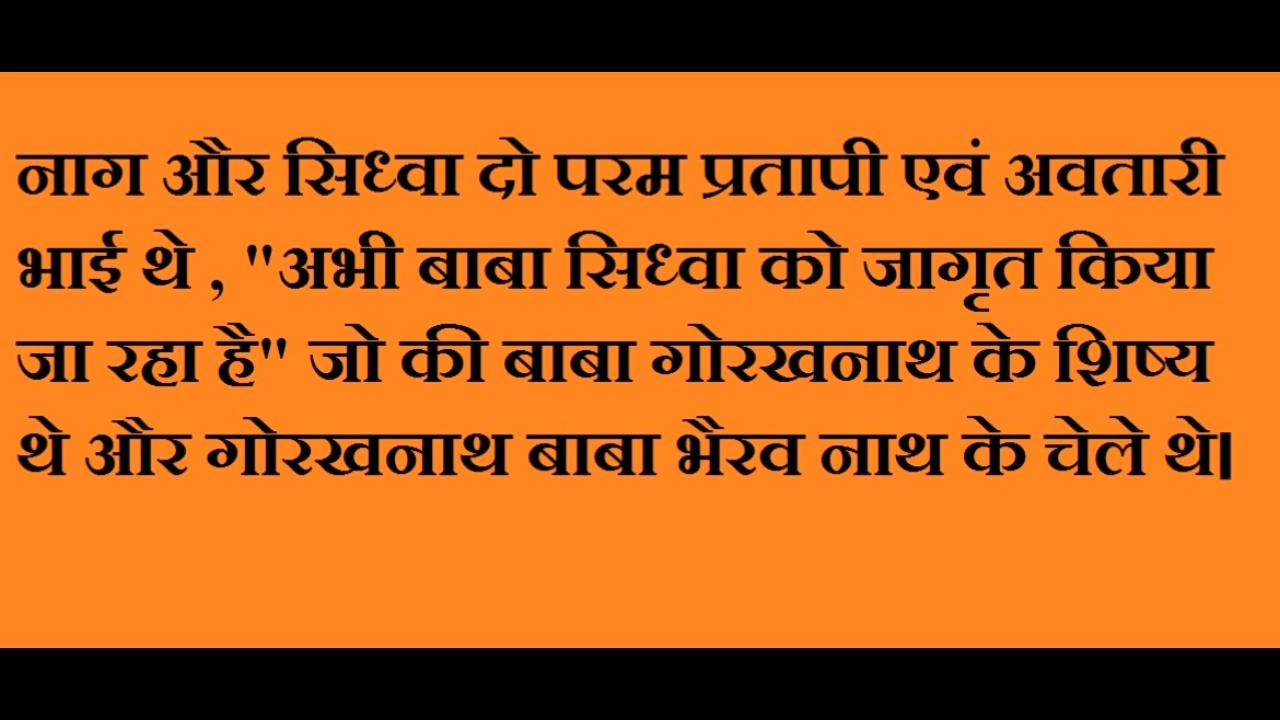 नाग और सिध्वा दो परम प्रतापी एवं अवतारी
भाई थे , "अभी बाबा सिध्वा को जागृत किया
जा रहा है" जो की बाबा गोरखनाथ के शिष्य
थे और गोरखनाथ बाबा भैरव नाथ के चेले थे।